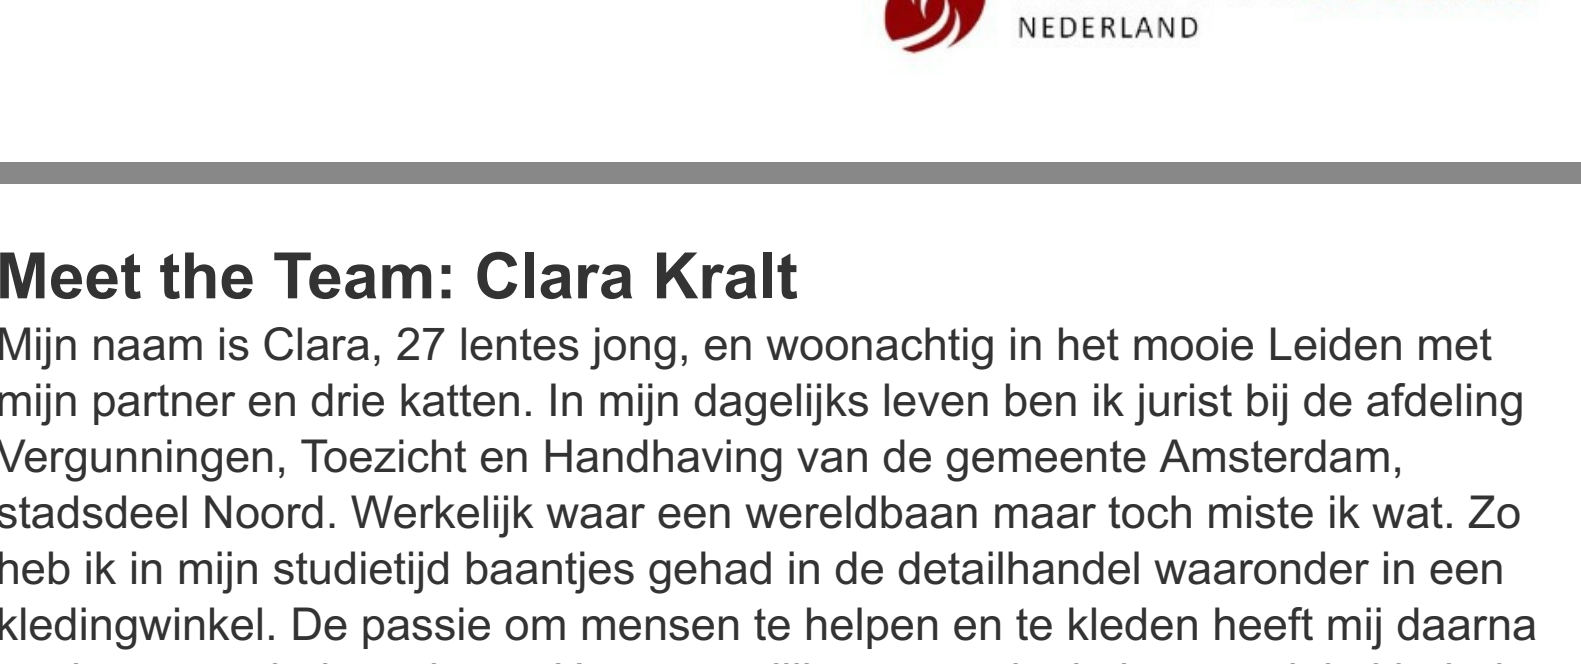 NEDERLAND
Meet the Team: Clara Kralt
Mijn naam is Clara, 27 lentes jong, en woonachtig in het mooie Leiden met
mijn partner en drie katten. In mijn dagelijks leven ben ik jurist bij de afdeling
Vergunningen, Toezicht en Handhaving van de gemeente Amsterdam,
stadsdeel Noord. Werkelijk waar een wereldbaan maar toch miste ik wat. Zo
heb ik in mijn studietijd baantjes gehad in de detailhandel waaronder in een
kledingwinkel. De passie om mensen te helpen en te kleden heeft mij daarna